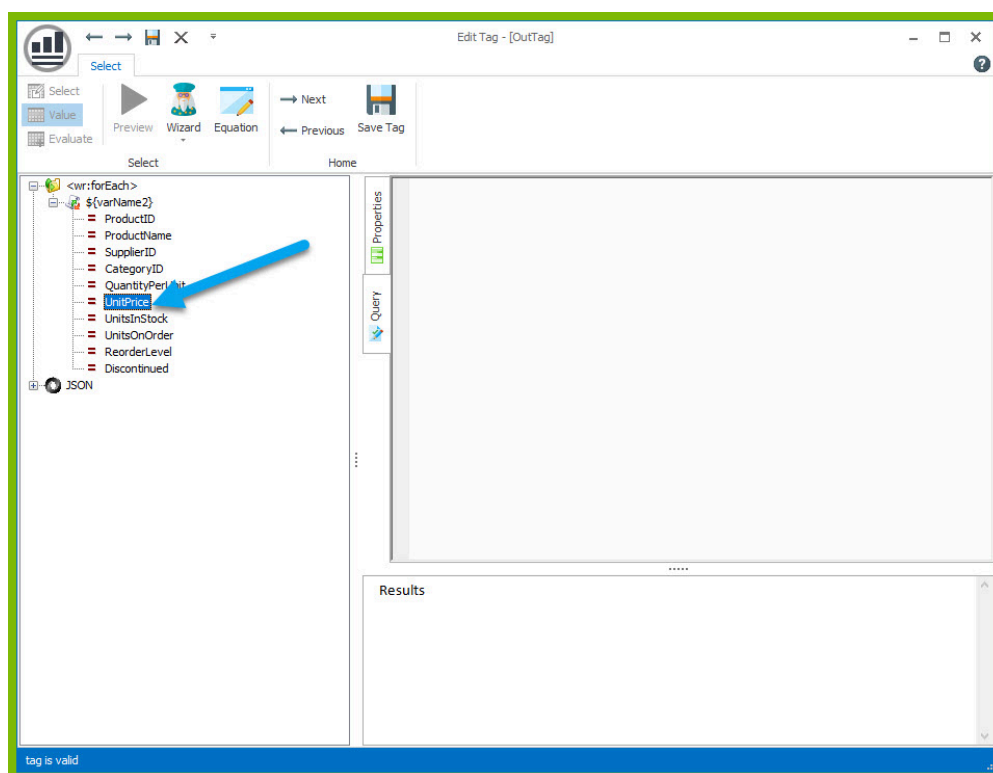 Edit Tag - [OutTag]
Select
Select
Value
Evaluate
Preview
Wizard
Equation
Next
Previous
Save Tag
Select
Home
<wr:forEach>
${varName2}
ProductID
ProductName
SupplierID
CategoryID
QuantityPerUnit
UnitPrice
UnitsInStock
UnitsOnOrder
ReorderLevel
Discontinued
JSON
Properties
Query
Results
tag is valid